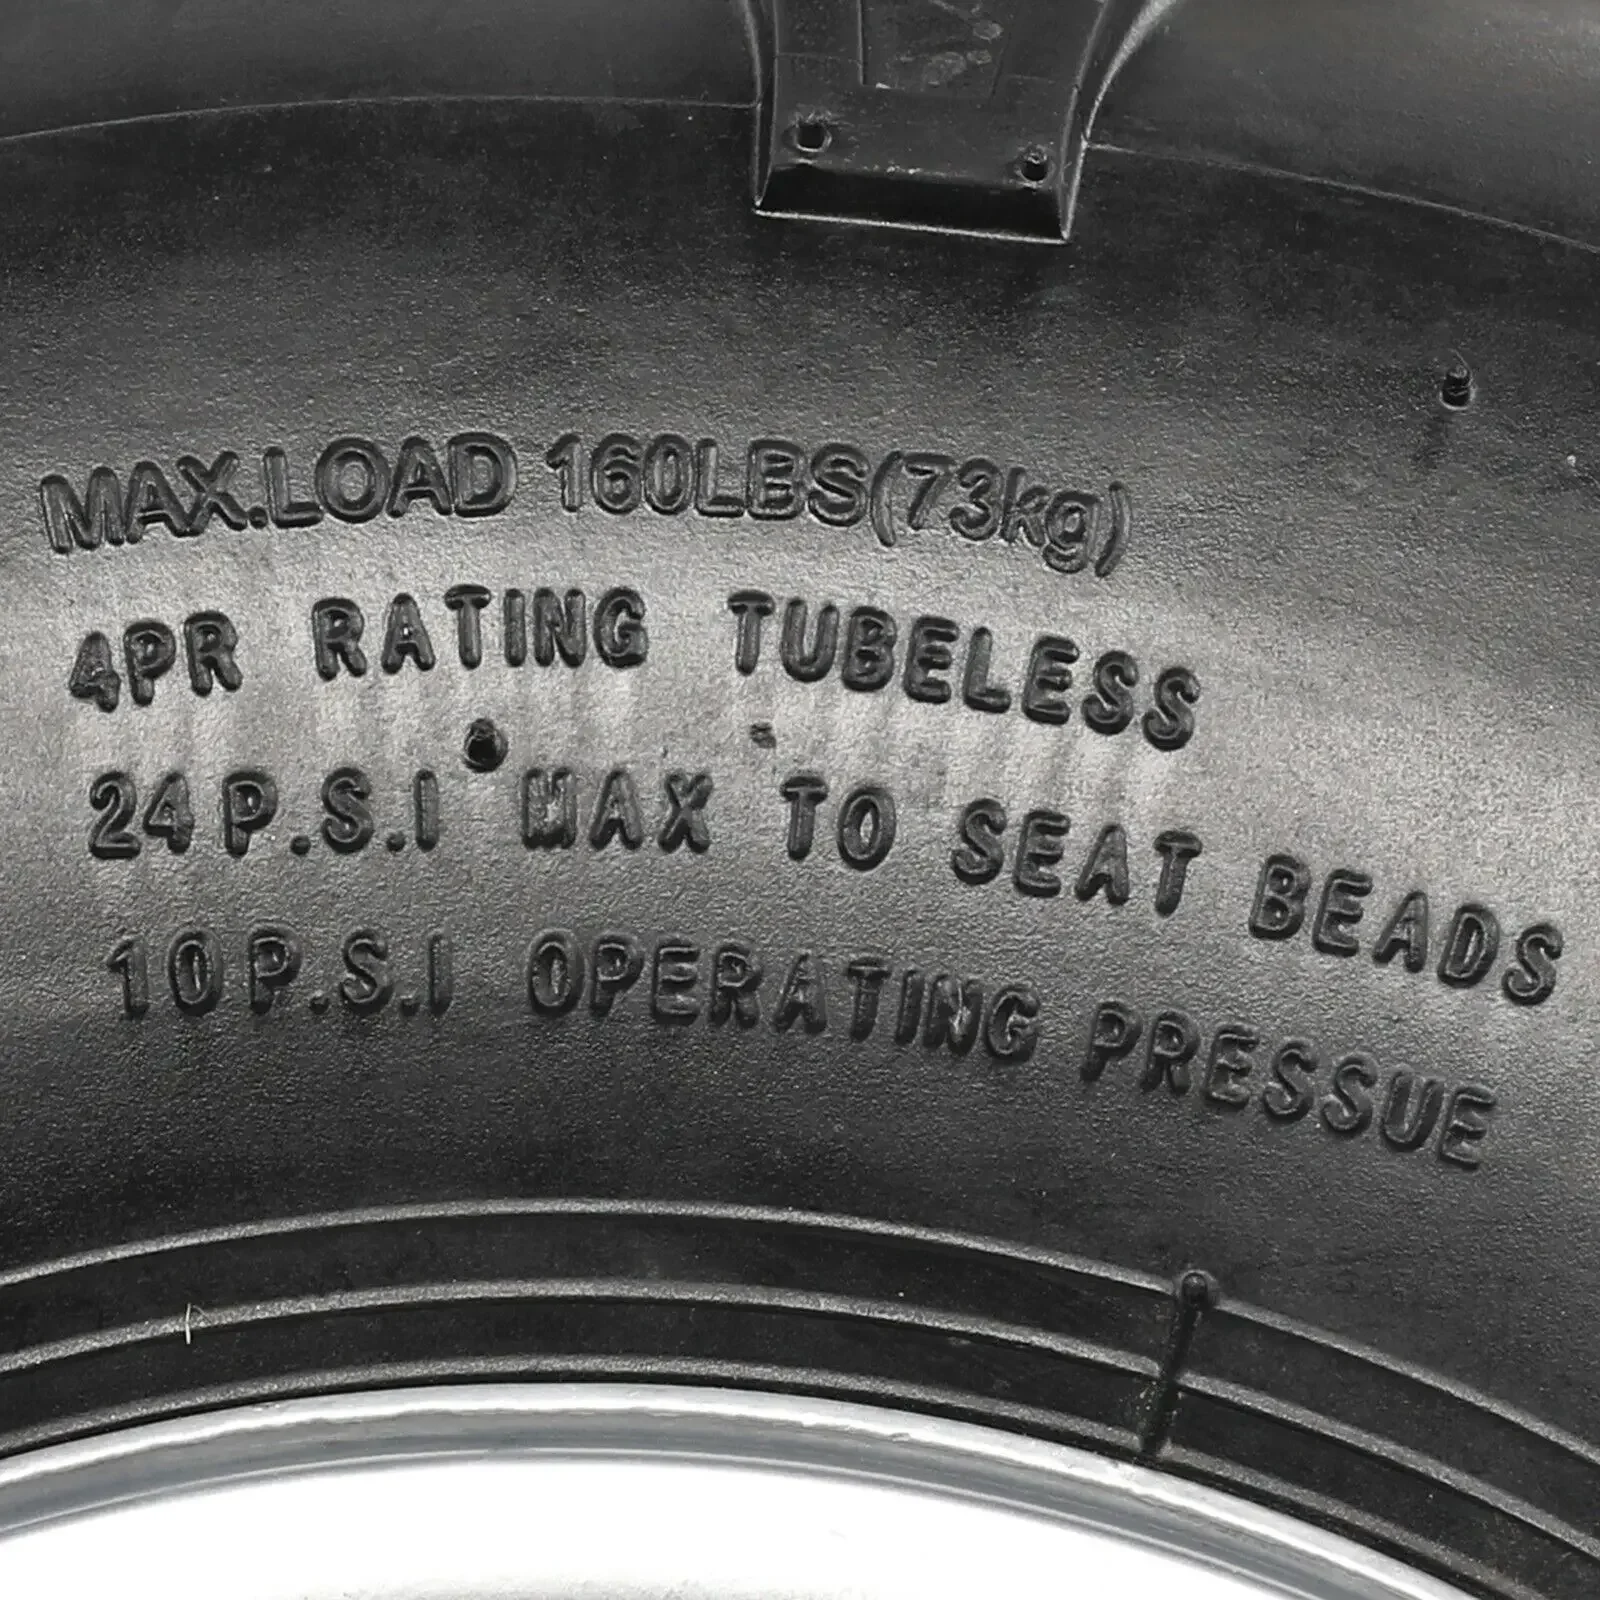 MAX.LOAD 160LBS(73kg)
4PR RATING TUBELESS
24P.S.I MAX TO SEAT BEADS
10P.S.I OPERATING PRESSUE